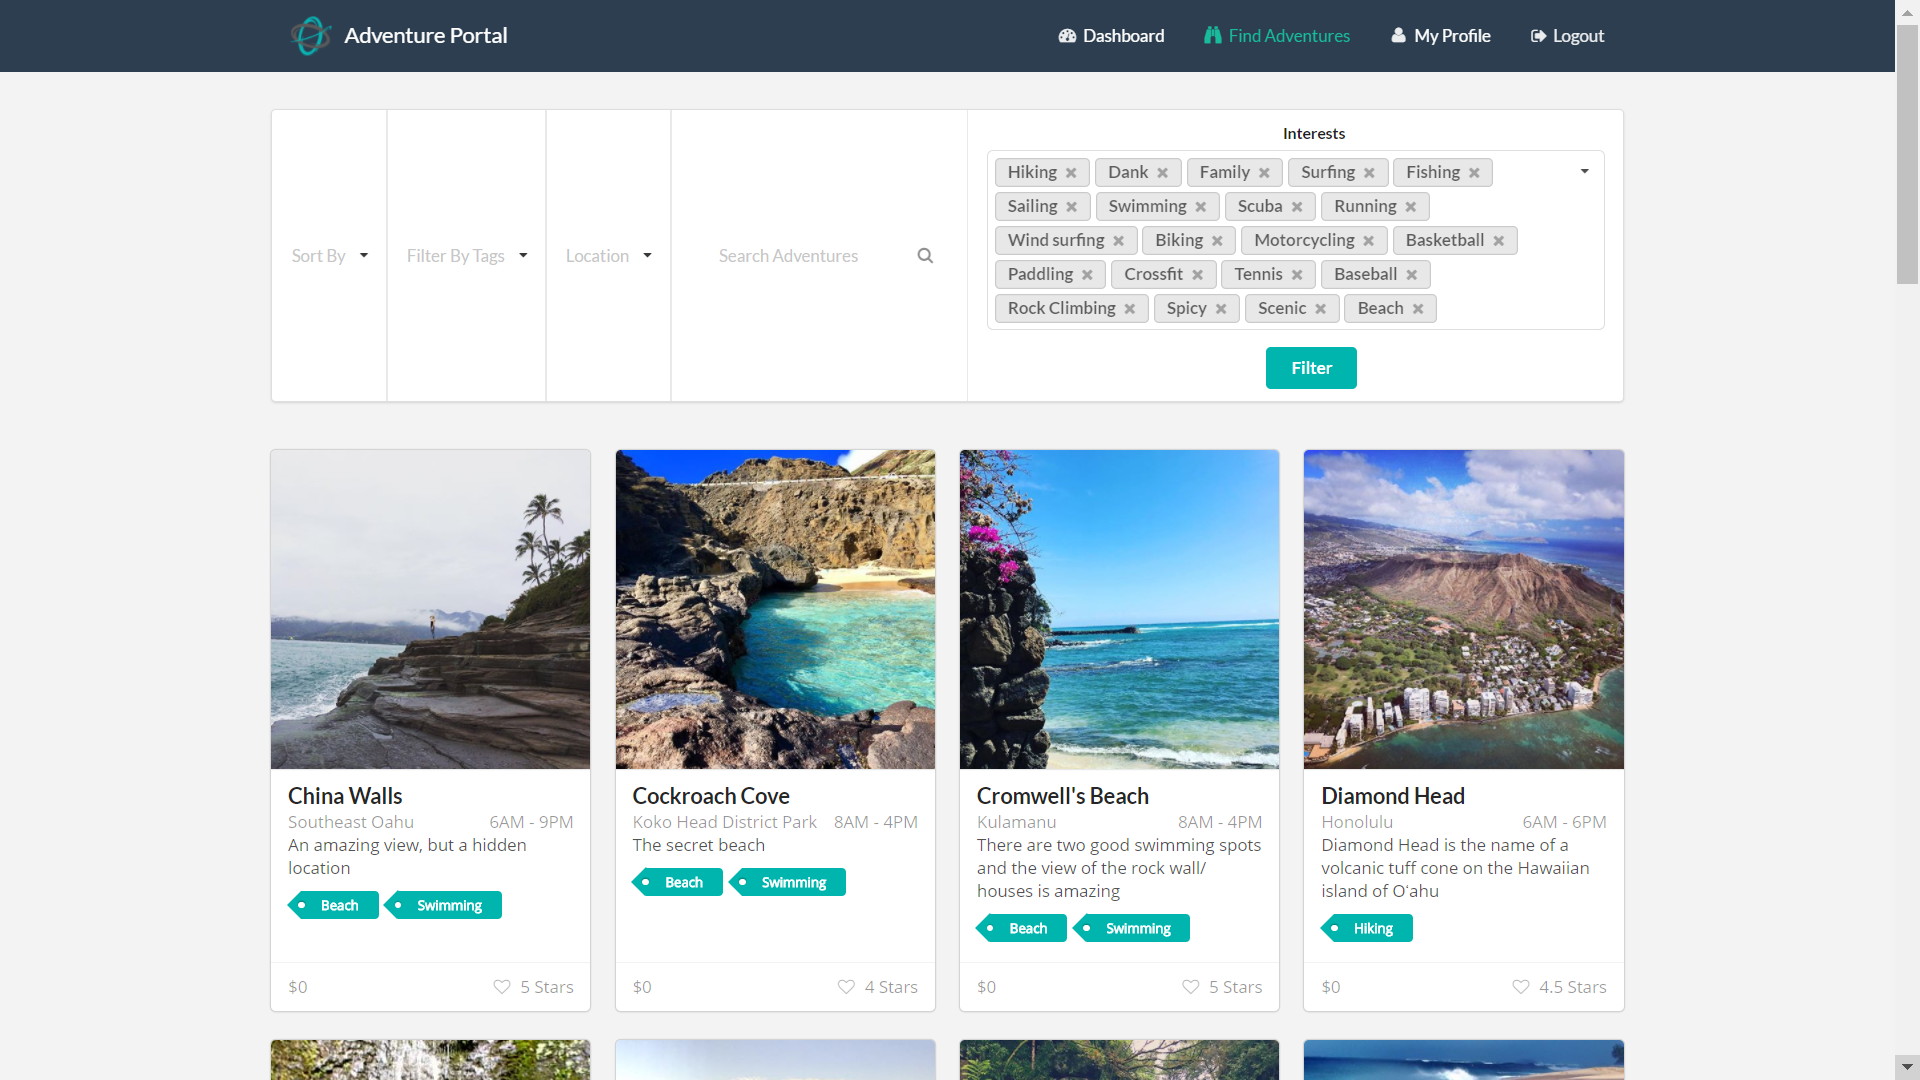 Adventure Portal
Dashboard
Find Adventures
My Profile
Logout
Sort By
Filter By Tags
Location
Search Adventures
Interests
Hiking Dank Family Surfing Fishing
Sailing Swimming Scuba Running
Wind surfing Biking Motorcycling Basketball
Paddling Crossfit Tennis Baseball
Rock Climbing Spicy Scenic Beach
Filter
China Walls
Southeast Oahu 6AM - 9PM
An amazing view, but a hidden
location
Beach Swimming
$0 5 Stars
Cockroach Cove
Koko Head District Park 8AM - 4PM
The secret beach
Beach Swimming
$0 4 Stars
Cromwell's Beach
Kulamanu 8AM - 4PM
There are two good swimming spots
and the view of the rock wall/
houses is amazing
Beach Swimming
$0 5 Stars
Diamond Head
Honolulu 6AM - 6PM
Diamond Head is the name of a
volcanic tuff cone on the Hawaiian
island of Oʻahu
Hiking
$0 4.5 Stars